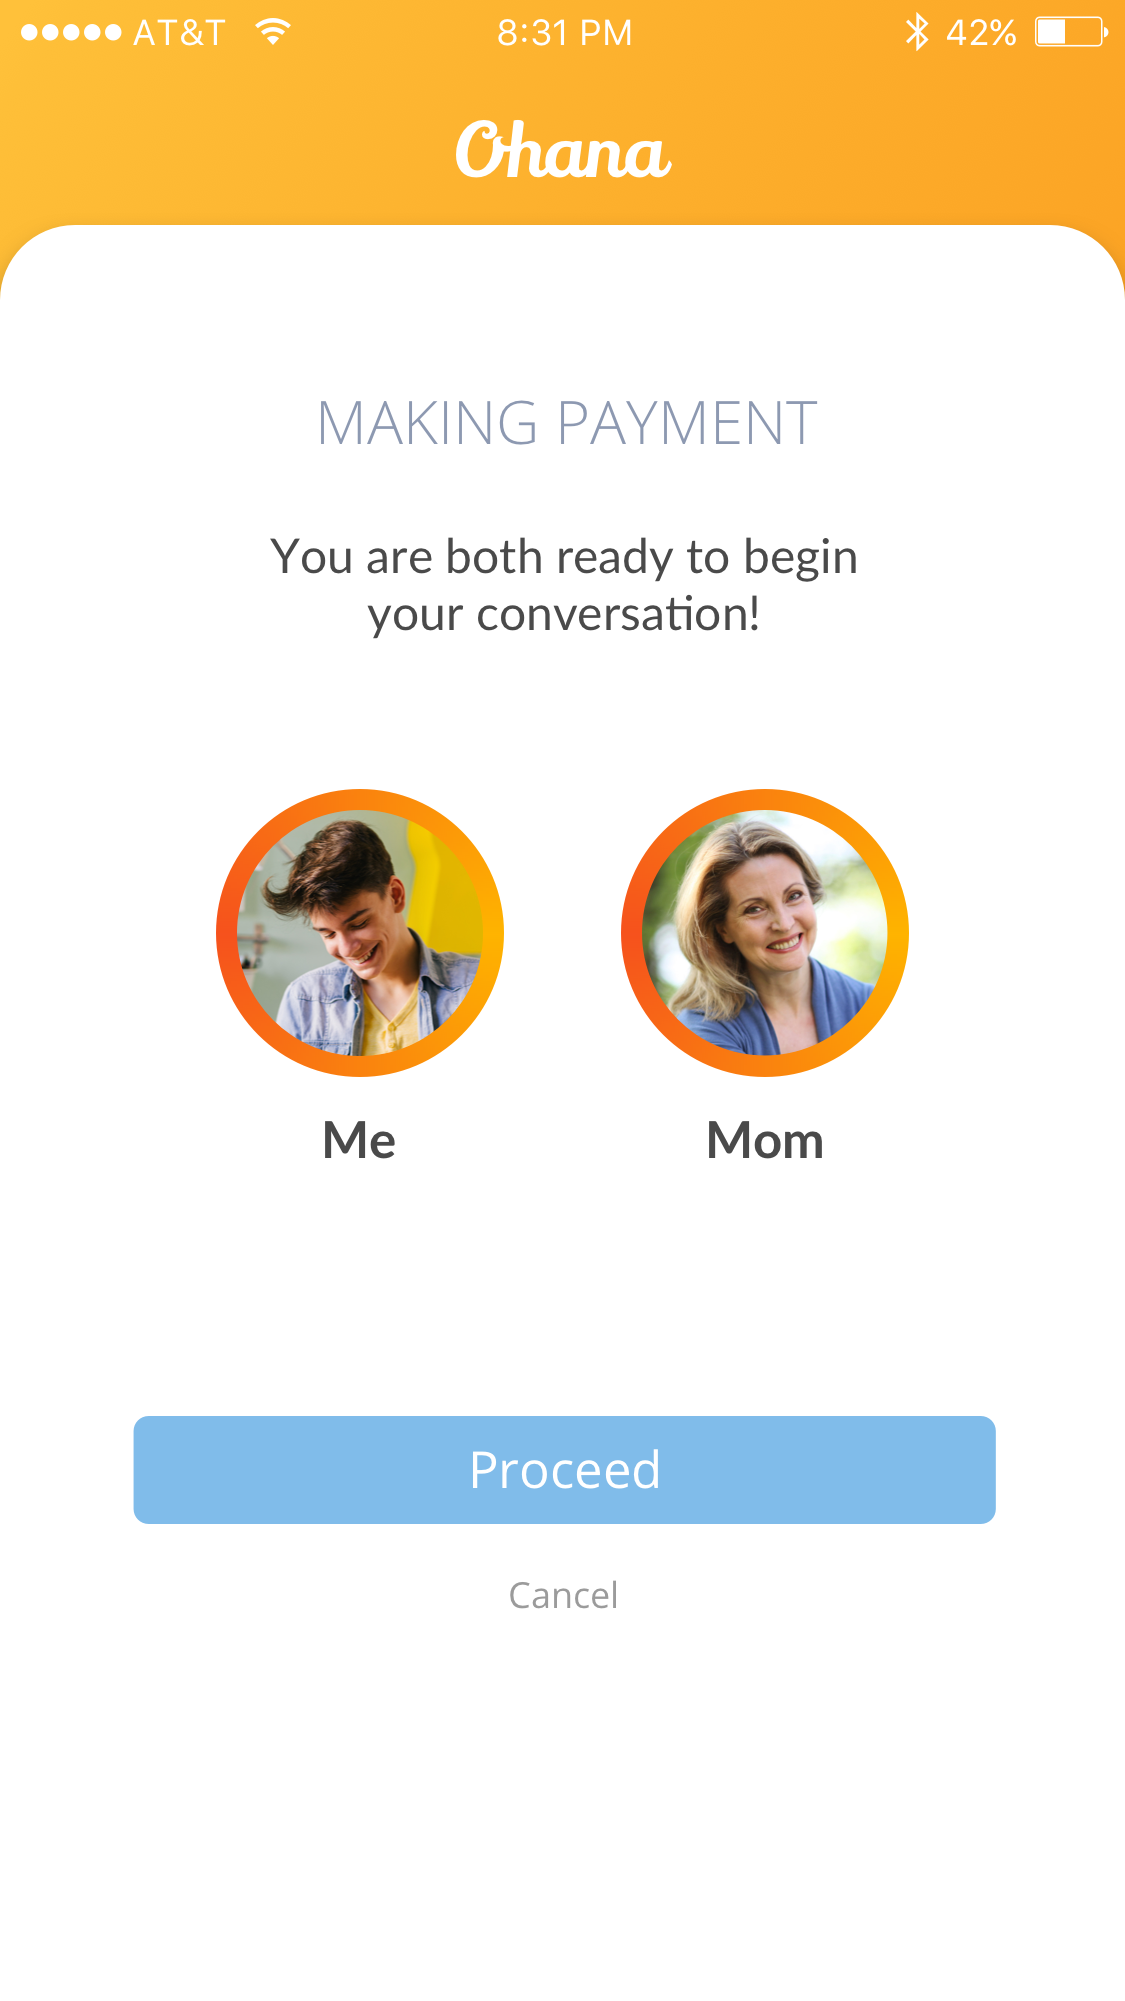 AT&T 8:31 PM 42%
Ohana
MAKING PAYMENT
You are both ready to begin
your conversation!
Me Mom
Proceed
Cancel